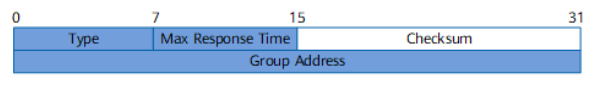 0 7 15 31
Type Max Response Time Checksum
Group Address